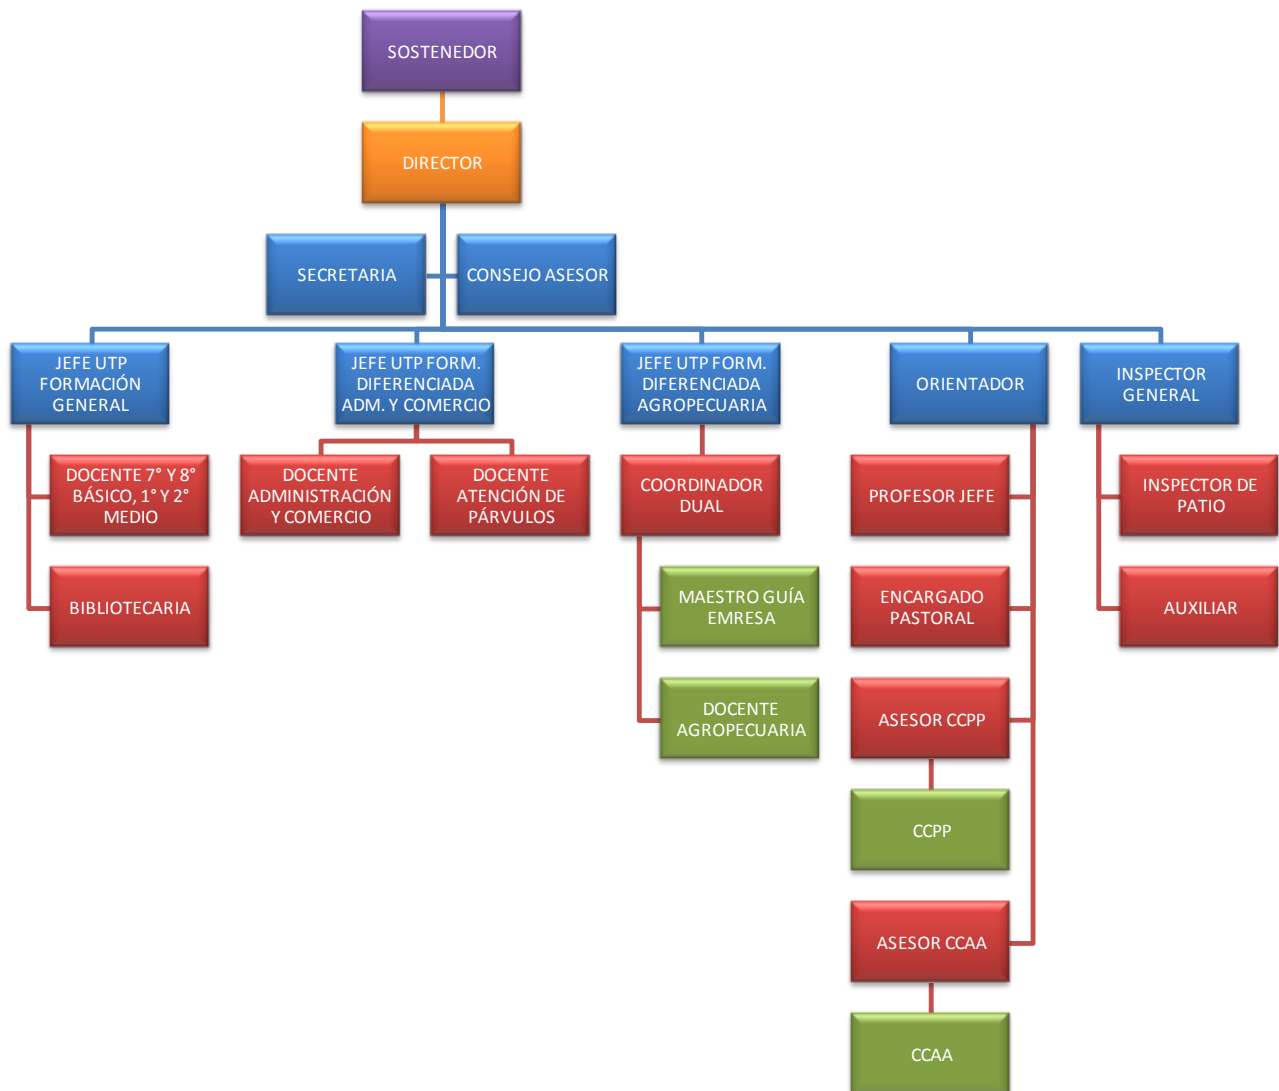 SOSTENEDOR
DIRECTOR
SECRETARIA
CONSEJO ASESOR
JEFE UTP
FORMACIÓN
GENERAL
JEFE UTP FORM.
DIFERENCIADA
ADM. Y COMERCIO
JEFE UTP FORM.
DIFERENCIADA
AGROPECUARIA
ORIENTADOR
INSPECTOR
GENERAL
DOCENTE 7° Y 8°
BÁSICO, 1° Y 2°
MEDIO
BIBLIOTECARIA
DOCENTE
ADMINISTRACIÓN
Y COMERCIO
DOCENTE
ATENCIÓN DE
PÁRVULOS
COORDINADOR
DUAL
MAESTRO GUÍA
EMRESA
DOCENTE
AGROPECUARIA
PROFESOR JEFE
ENCARGADO
PASTORAL
ASESOR CCPP
CCPP
ASESOR CCAA
CCAA
INSPECTOR DE
PATIO
AUXILIAR